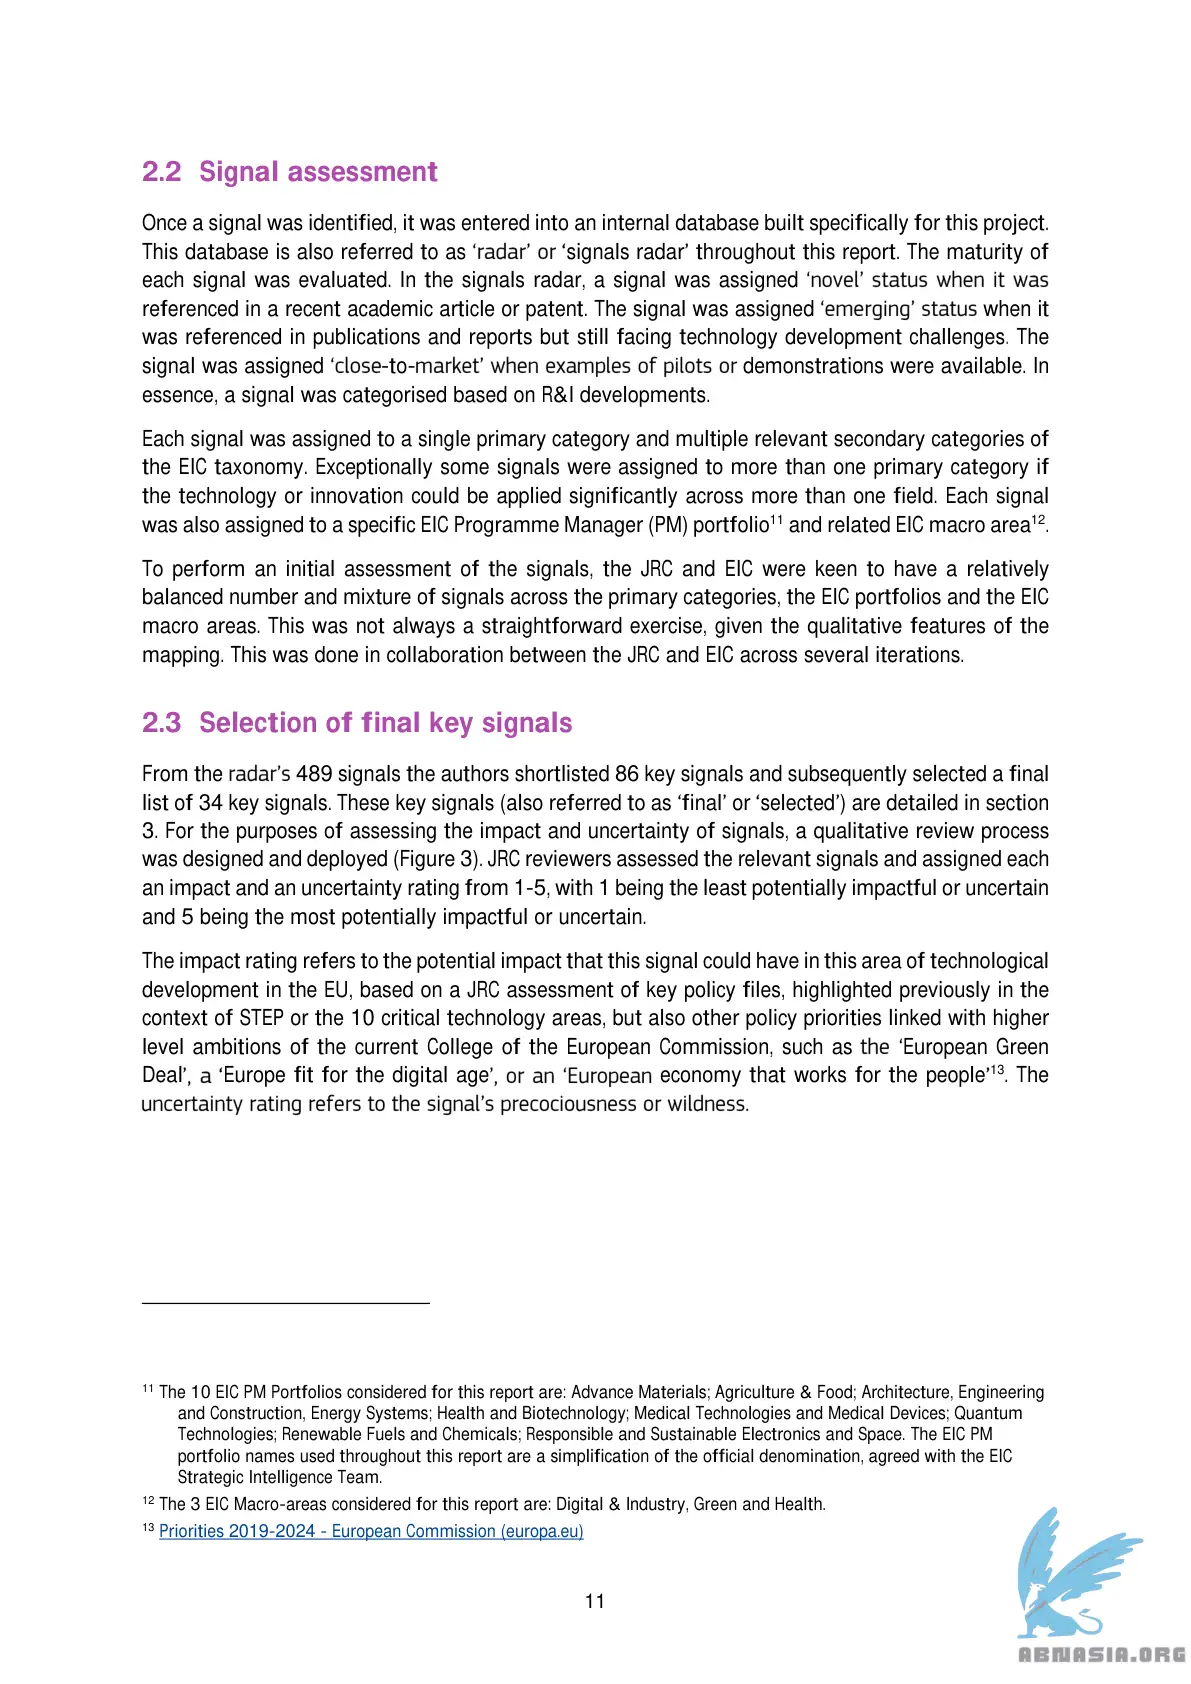 2.2 Signal assessment
Once a signal was identified, it was entered into an internal database built specifically for this project.
This database is also referred to as ‘radar’ or ‘signals radar’ throughout this report. The maturity of
each signal was evaluated. In the signals radar, a signal was assigned ‘novel’ status when it was
referenced in a recent academic article or patent. The signal was assigned ‘emerging’ status when it
was referenced in publications and reports but still facing technology development challenges. The
signal was assigned ‘close-to-market’ when examples of pilots or demonstrations were available. In
essence, a signal was categorised based on R&I developments.
Each signal was assigned to a single primary category and multiple relevant secondary categories of
the EIC taxonomy. Exceptionally some signals were assigned to more than one primary category if
the technology or innovation could be applied significantly across more than one field. Each signal
was also assigned to a specific EIC Programme Manager (PM) portfolio11 and related EIC macro area12.
To perform an initial assessment of the signals, the JRC and EIC were keen to have a relatively
balanced number and mixture of signals across the primary categories, the EIC portfolios and the EIC
macro areas. This was not always a straightforward exercise, given the qualitative features of the
mapping. This was done in collaboration between the JRC and EIC across several iterations.
2.3 Selection of final key signals
From the radar’s 489 signals the authors shortlisted 86 key signals and subsequently selected a final
list of 34 key signals. These key signals (also referred to as ‘final’ or ‘selected’) are detailed in section
3. For the purposes of assessing the impact and uncertainty of signals, a qualitative review process
was designed and deployed (Figure 3). JRC reviewers assessed the relevant signals and assigned each
an impact and an uncertainty rating from 1-5, with 1 being the least potentially impactful or uncertain
and 5 being the most potentially impactful or uncertain.
The impact rating refers to the potential impact that this signal could have in this area of technological
development in the EU, based on a JRC assessment of key policy files, highlighted previously in the
context of STEP or the 10 critical technology areas, but also other policy priorities linked with higher
level ambitions of the current College of the European Commission, such as the ‘European Green
Deal’, a ‘Europe fit for the digital age’, or an ‘European economy that works for the people’13. The
uncertainty rating refers to the signal’s precociousness or wildness.
11 The 10 EIC PM Portfolios considered for this report are: Advance Materials; Agriculture & Food; Architecture, Engineering
and Construction, Energy Systems; Health and Biotechnology; Medical Technologies and Medical Devices; Quantum
Technologies; Renewable Fuels and Chemicals; Responsible and Sustainable Electronics and Space. The EIC PM
portfolio names used throughout this report are a simplification of the official denomination, agreed with the EIC
Strategic Intelligence Team.
12 The 3 EIC Macro-areas considered for this report are: Digital & Industry, Green and Health.
13 Priorities 2019-2024 - European Commission (europa.eu)
11
ABNASIA.ORG